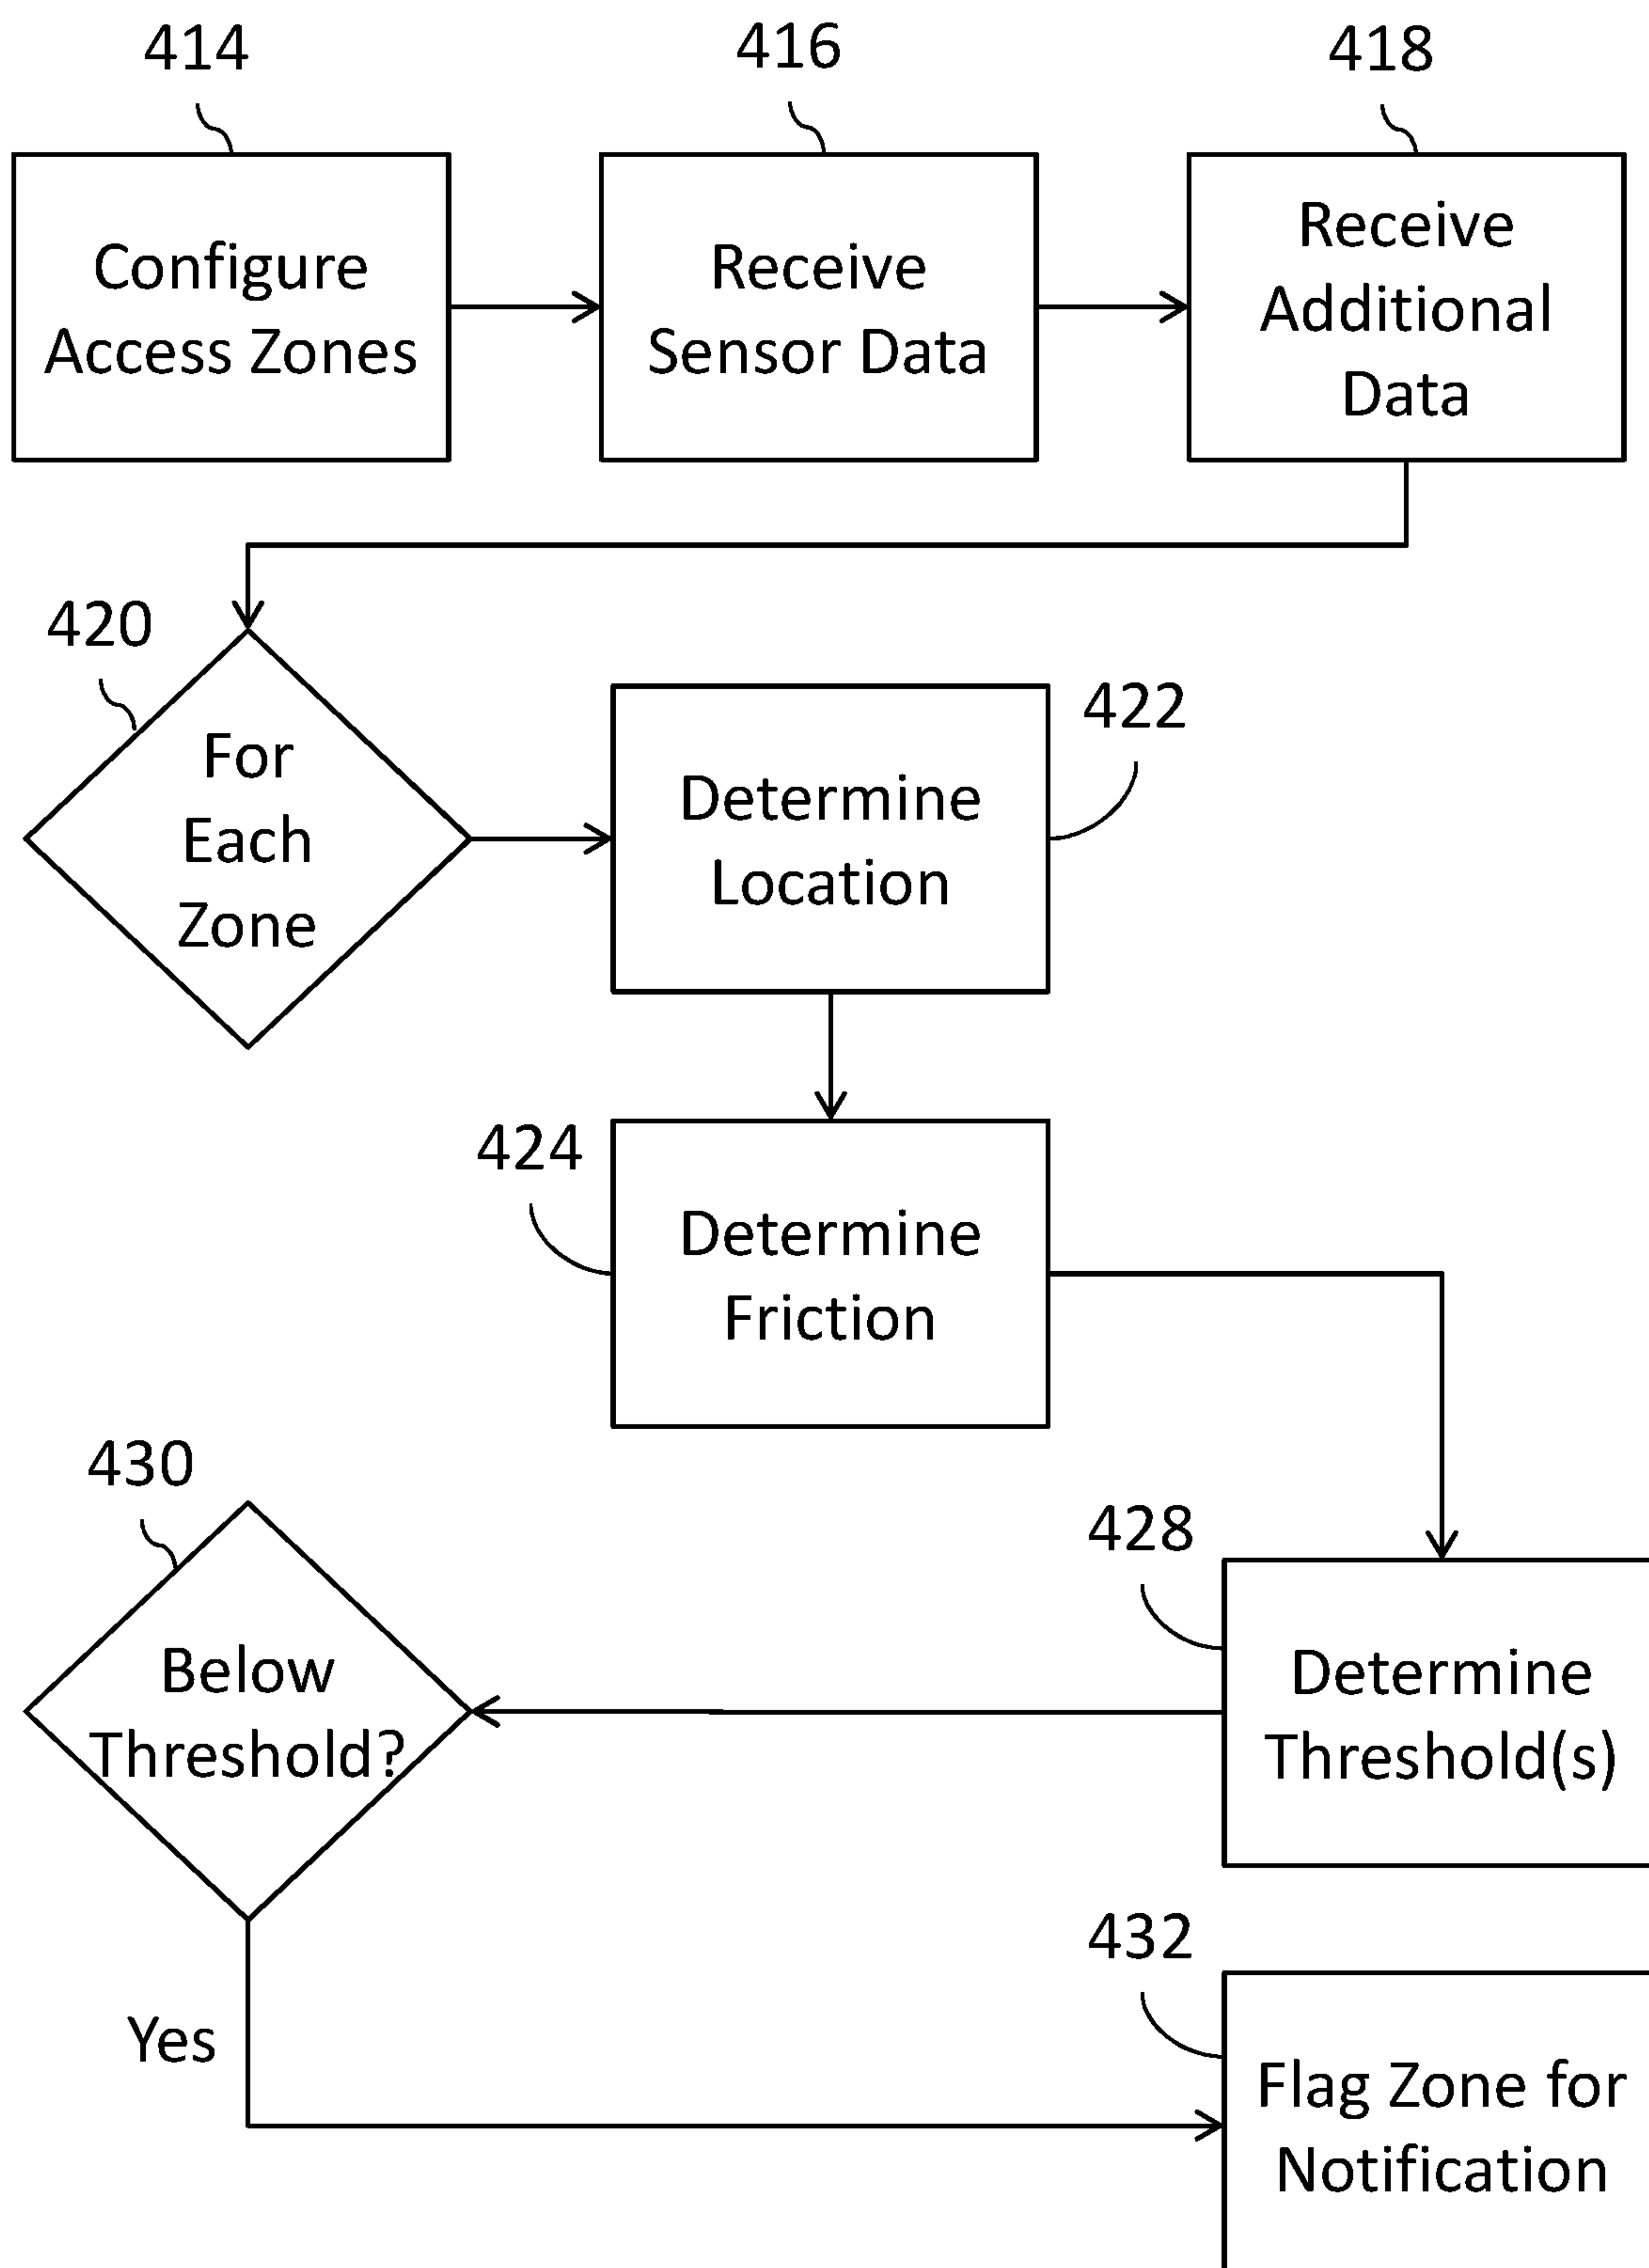 414
416
418
Configure
Access Zones
Receive
Sensor Data
Receive
Additional
Data
420
For
Each
Zone
422
Determine
Location
424
Determine
Friction
430
Below
Threshold?
428
Determine
Threshold(s)
Yes
432
Flag Zone for
Notification